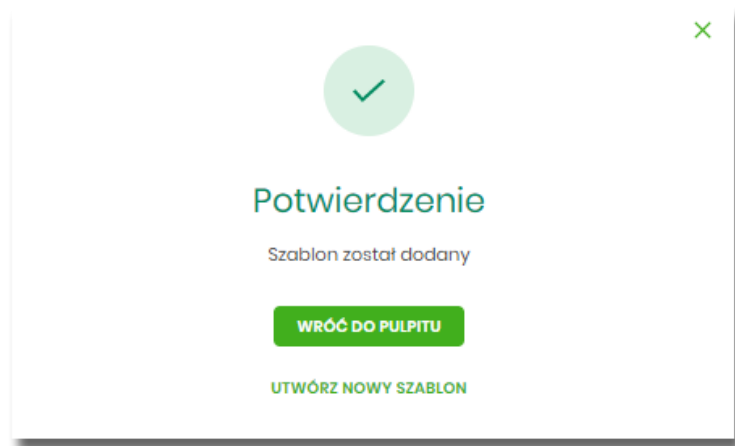 Potwierdzenie
Szablon został dodany
WRÓĆ DO PULPITU
UTWÓRZ NOWY SZABLON